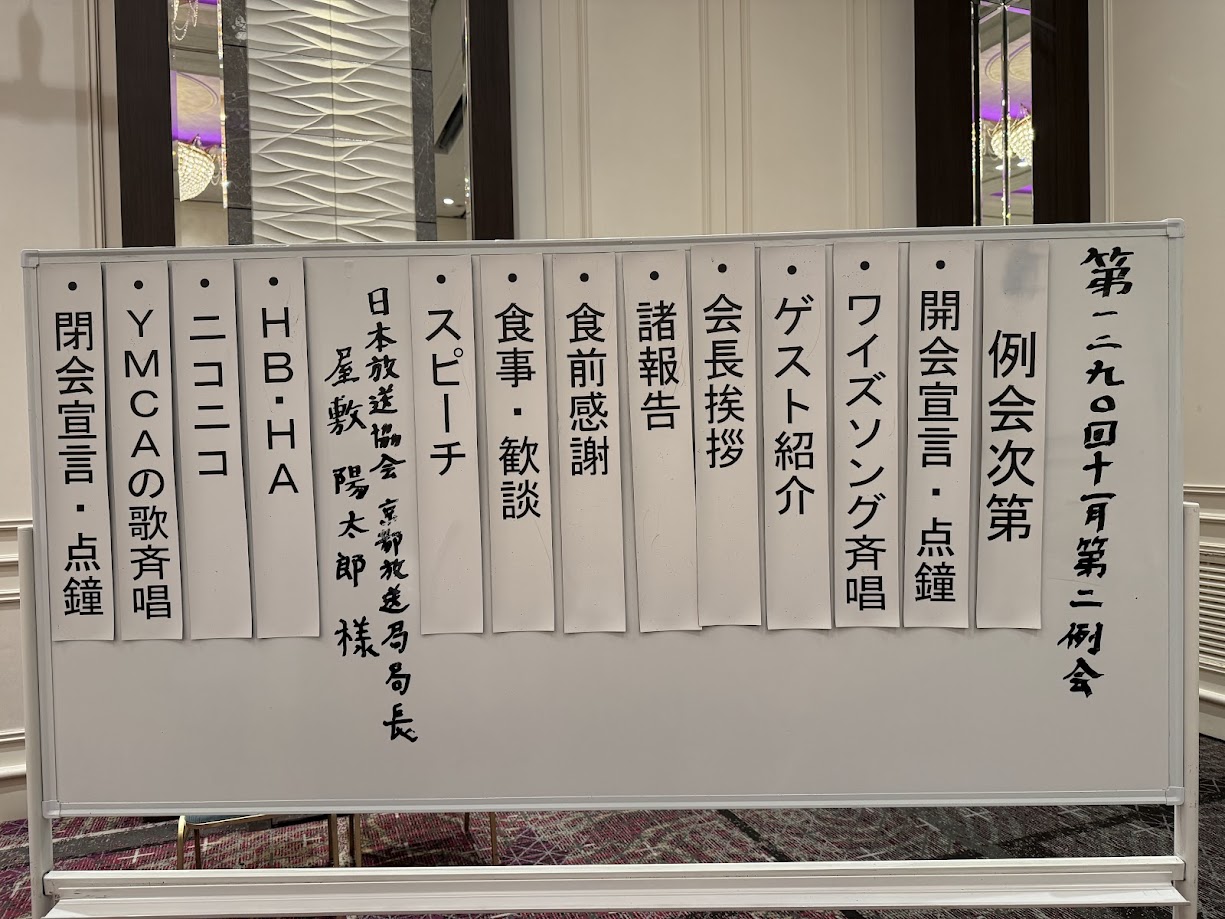 第一二九〇回十一月第二例会
例会次第
●開会宣言・点鐘
●ワイズソング斉唱
●ゲスト紹介
●会長挨拶
●諸報告
●食前感謝
●食事・歓談
●スピーチ
日本放送協会 京都放送局局長
屋敷 陽太郎 様
●HB・HA
●ニコニコ
●YMCAの歌斉唱
●閉会宣言・点鐘